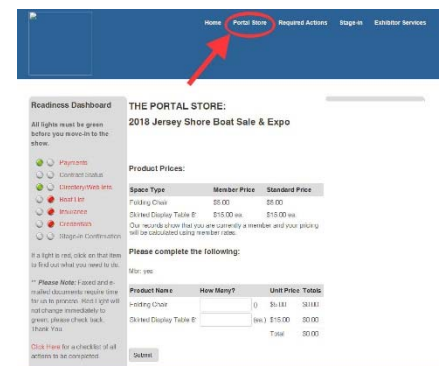 Home Portal Store Required Actions Stage-in Exhibitor Services
Readiness Dashboard
All lights must be green
before you move-in to the
show.
Payments
Contract Status
Directory/Web Info
Boat List
Insurance
Credentials
Stage-in Confirmation
If a light is red, click on that item
to find out what you need to do.
** Please Note: Faxed and e-
mailed documents require time
for us to process. Red Light will
not change immediately to
green; please check back.
Thank You
Click Here for a checklist of all
actions to be completed.
THE PORTAL STORE:
2018 Jersey Shore Boat Sale & Expo
Product Prices:
Space Type Member Price Standard Price
Folding Chair $5.00 $5.00
Skirted Display Table 8' $15.00 ea. $15.00 ea.
Our records show that you are currently a member and your pricing
will be calculated using member rates.
Please complete the following:
Mbr: yes
Product Name How Many? Unit Price Totals
Folding Chair () $5.00 $0.00
Skirted Display Table 8' (ea.) $15.00 $0.00
Total $0.00
Submit